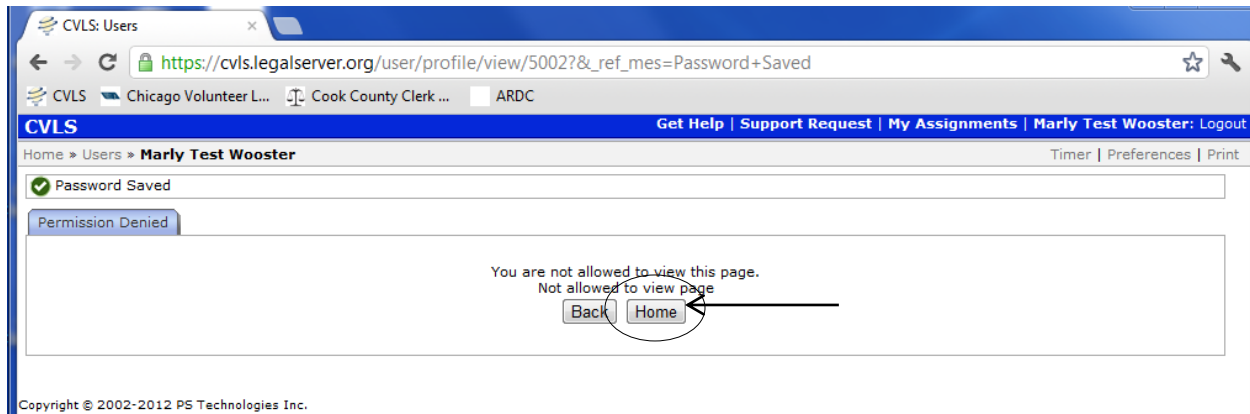 CVLS: Users
https://cvls.legalserver.org/user/profile/view/5002?&_ref_mes=Password+Saved
CVLS Chicago Volunteer L... Cook County Clerk ... ARDC
CVLS Get Help | Support Request | My Assignments | Marly Test Wooster: Logout
Home » Users » Marly Test Wooster Timer | Preferences | Print
Password Saved
Permission Denied
You are not allowed to view this page.
Not allowed to view page
Back Home
Copyright © 2002-2012 PS Technologies Inc.